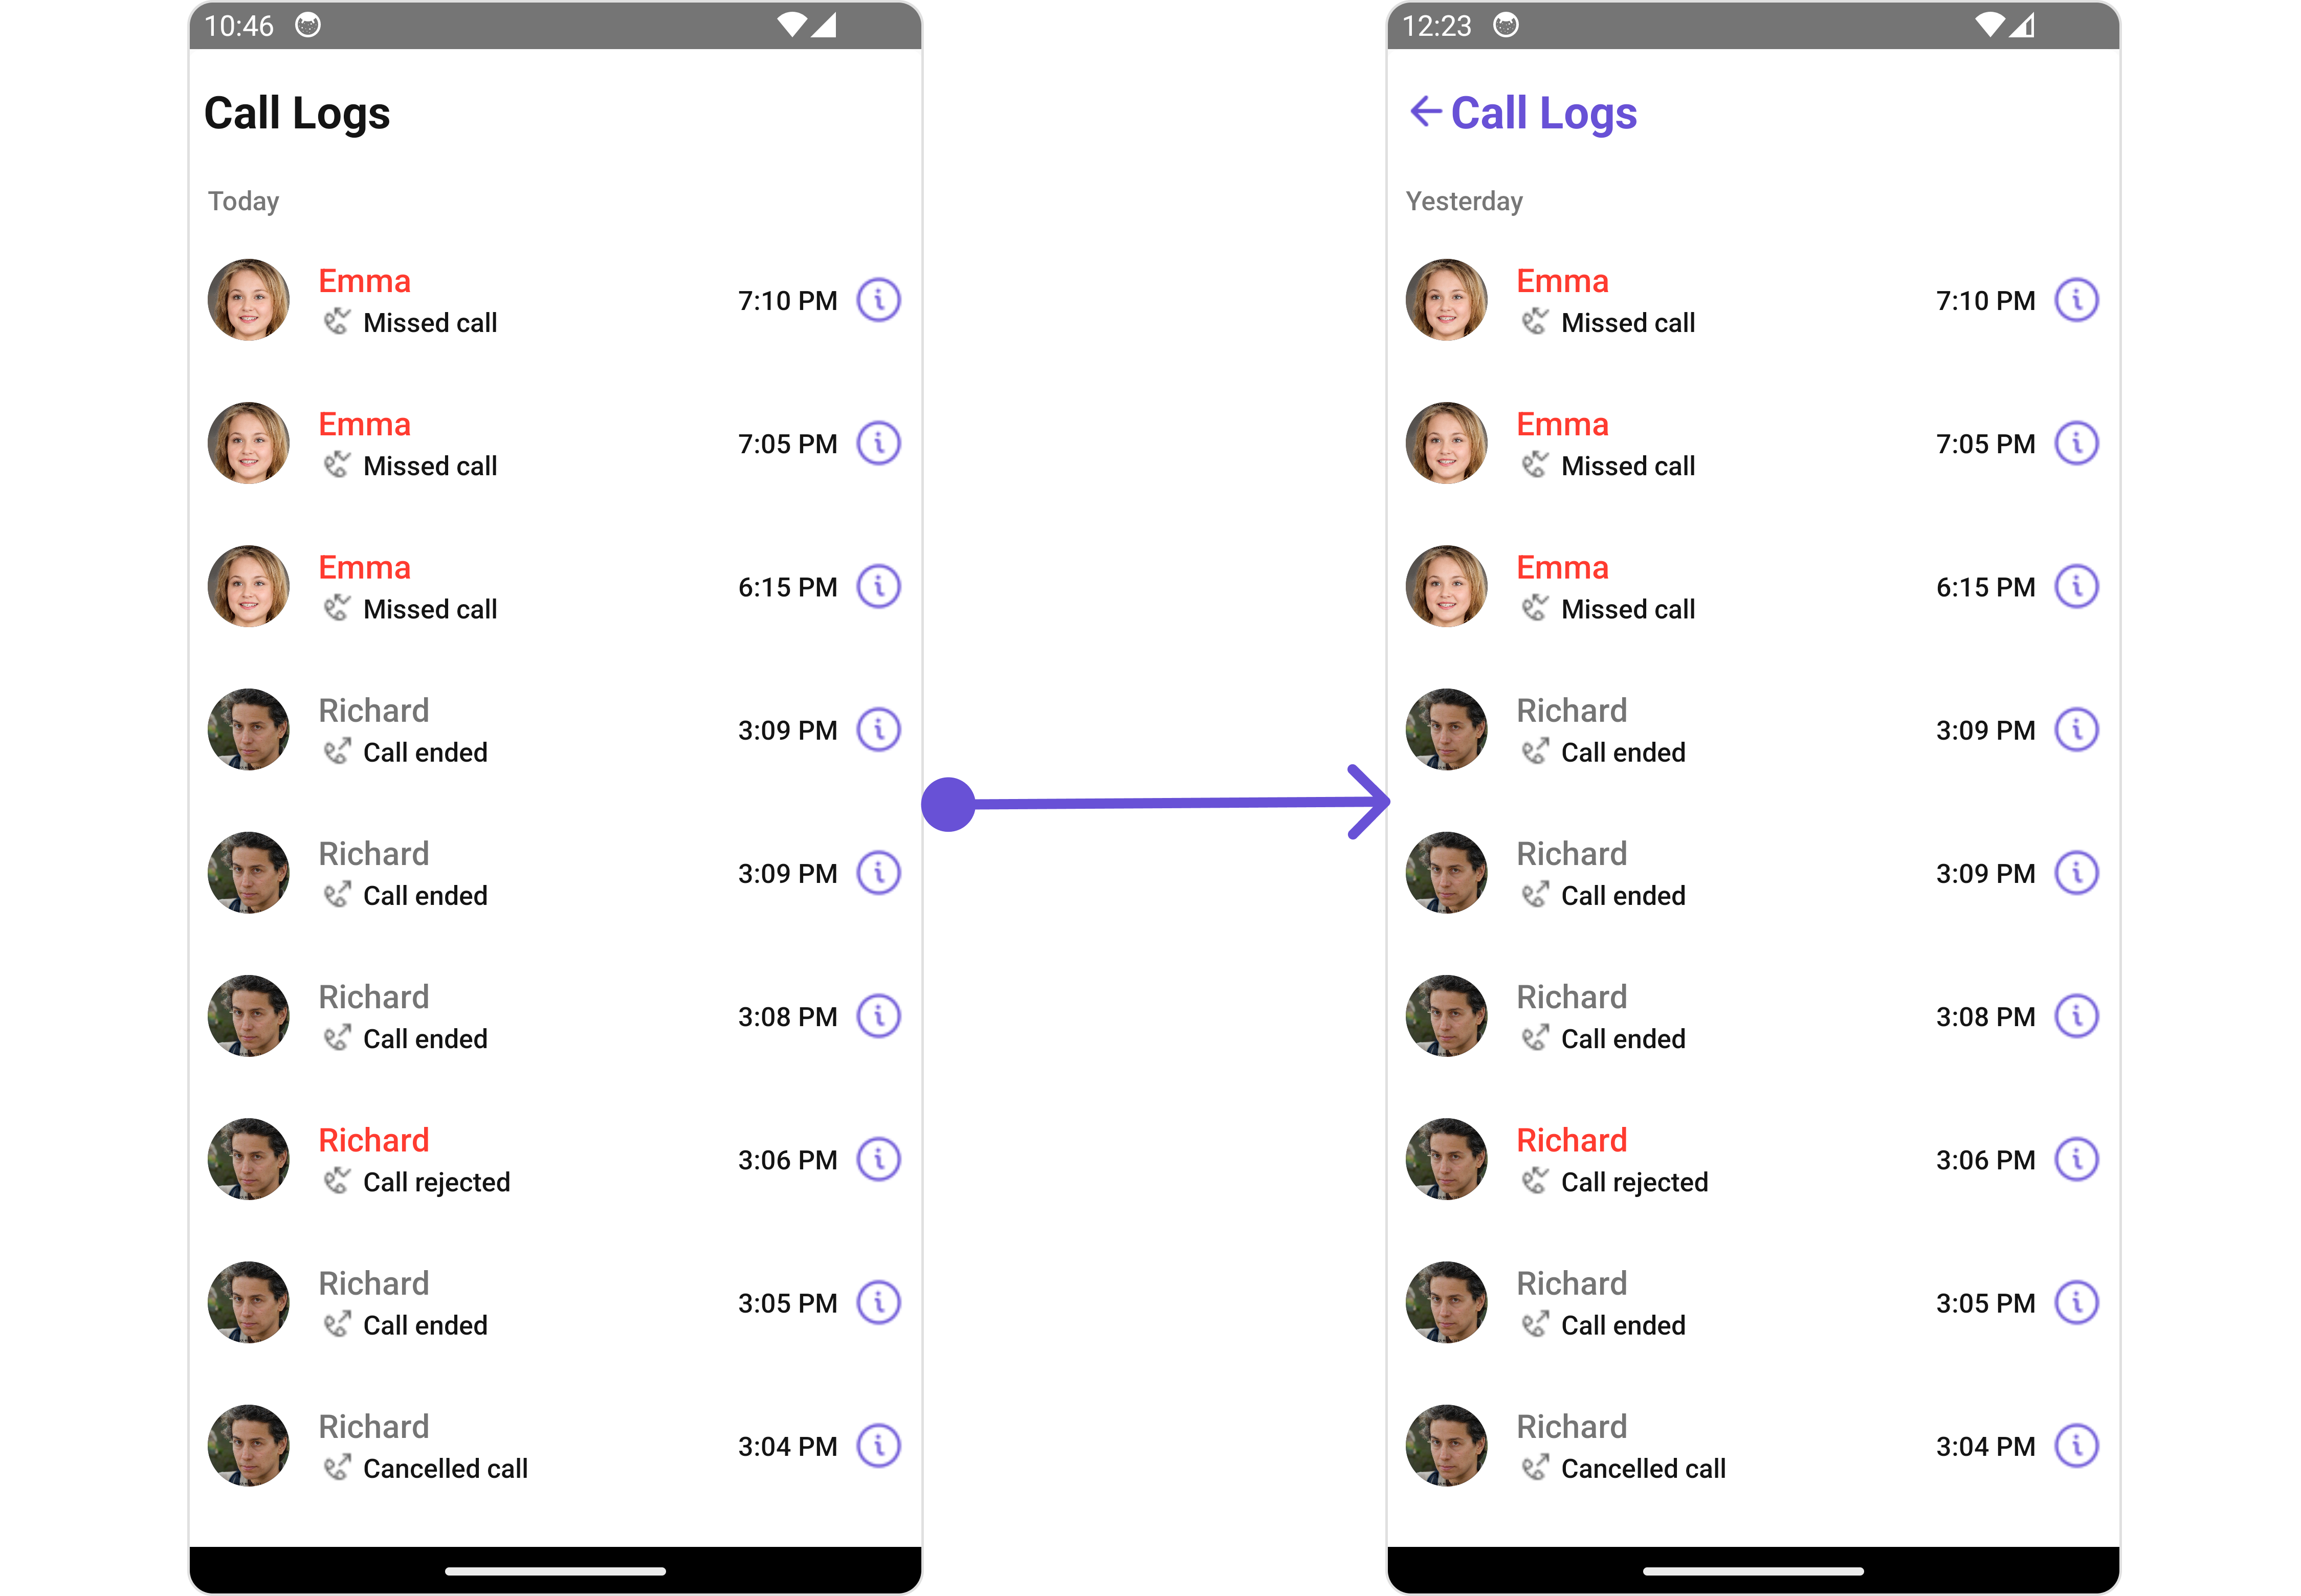 10:46
Call Logs
Today
Emma
Missed call
7:10 PM
Emma
Missed call
7:05 PM
Emma
Missed call
6:15 PM
Richard
Call ended
3:09 PM
Richard
Call ended
3:09 PM
Richard
Call ended
3:08 PM
Richard
Call rejected
3:06 PM
Richard
Call ended
3:05 PM
Richard
Cancelled call
3:04 PM
12:23
Call Logs
Yesterday
Emma
Missed call
7:10 PM
Emma
Missed call
7:05 PM
Emma
Missed call
6:15 PM
Richard
Call ended
3:09 PM
Richard
Call ended
3:09 PM
Richard
Call ended
3:08 PM
Richard
Call rejected
3:06 PM
Richard
Call ended
3:05 PM
Richard
Cancelled call
3:04 PM